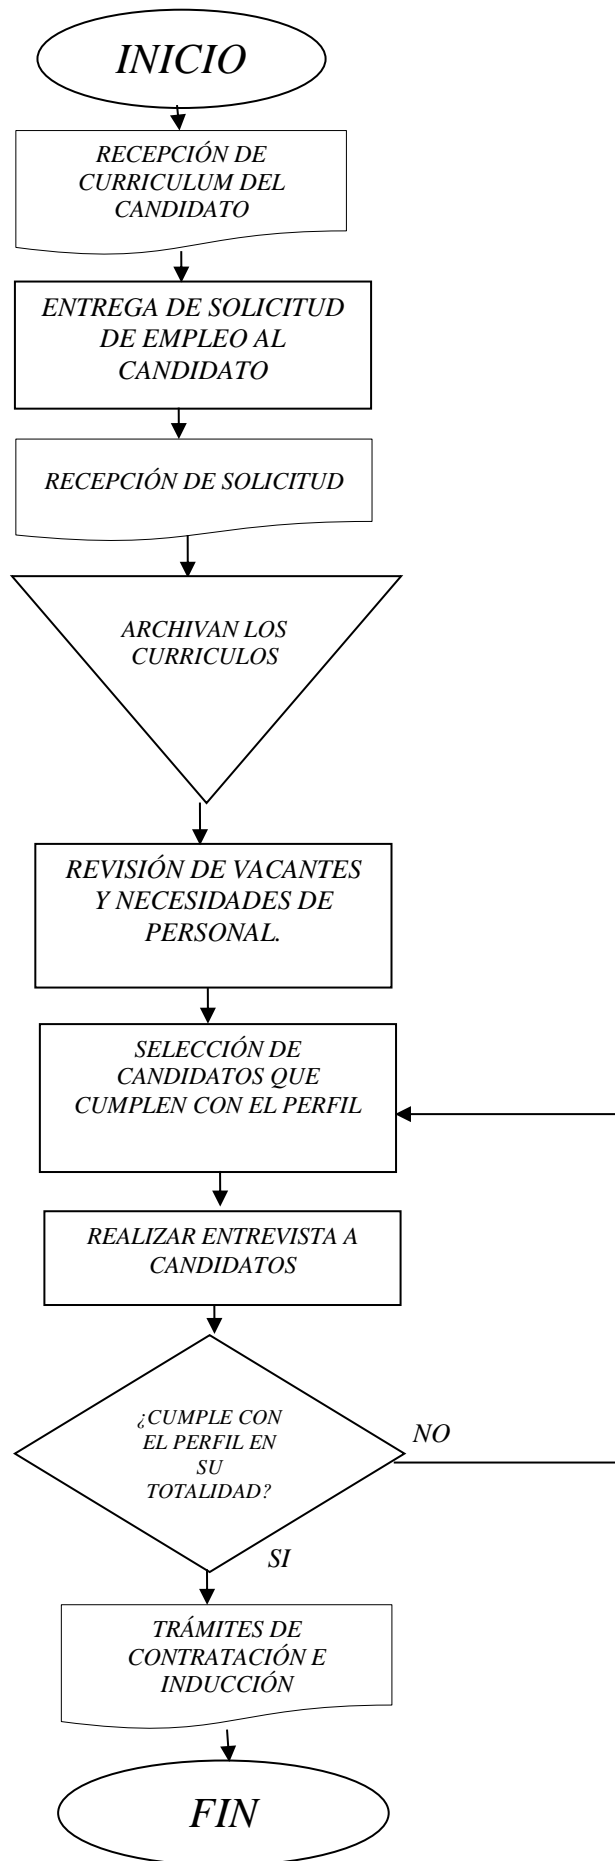 INICIO
RECEPCIÓN DE
CURRICULUM DEL
CANDIDATO
ENTREGA DE SOLICITUD
DE EMPLEO AL
CANDIDATO
RECEPCIÓN DE SOLICITUD
ARCHIVAN LOS
CURRICULOS
REVISIÓN DE VACANTES
Y NECESIDADES DE
PERSONAL.
SELECCIÓN DE
CANDIDATOS QUE
CUMPLEN CON EL PERFIL
REALIZAR ENTREVISTA A
CANDIDATOS
¿CUMPLE CON
EL PERFIL EN
SU
TOTALIDAD?
NO
SI
TRÁMITES DE
CONTRATACIÓN E
INDUCCIÓN
FIN